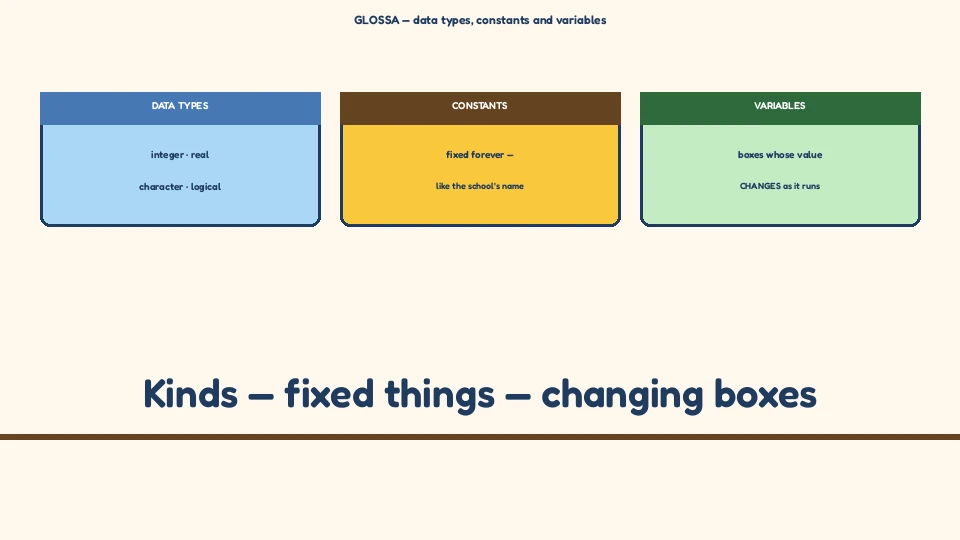 GLOSSA — data types, constants and variables
DATA TYPES
integer · real
character · logical
CONSTANTS
fixed forever —
like the school's name
VARIABLES
boxes whose value
CHANGES as it runs
Kinds — fixed things — changing boxes